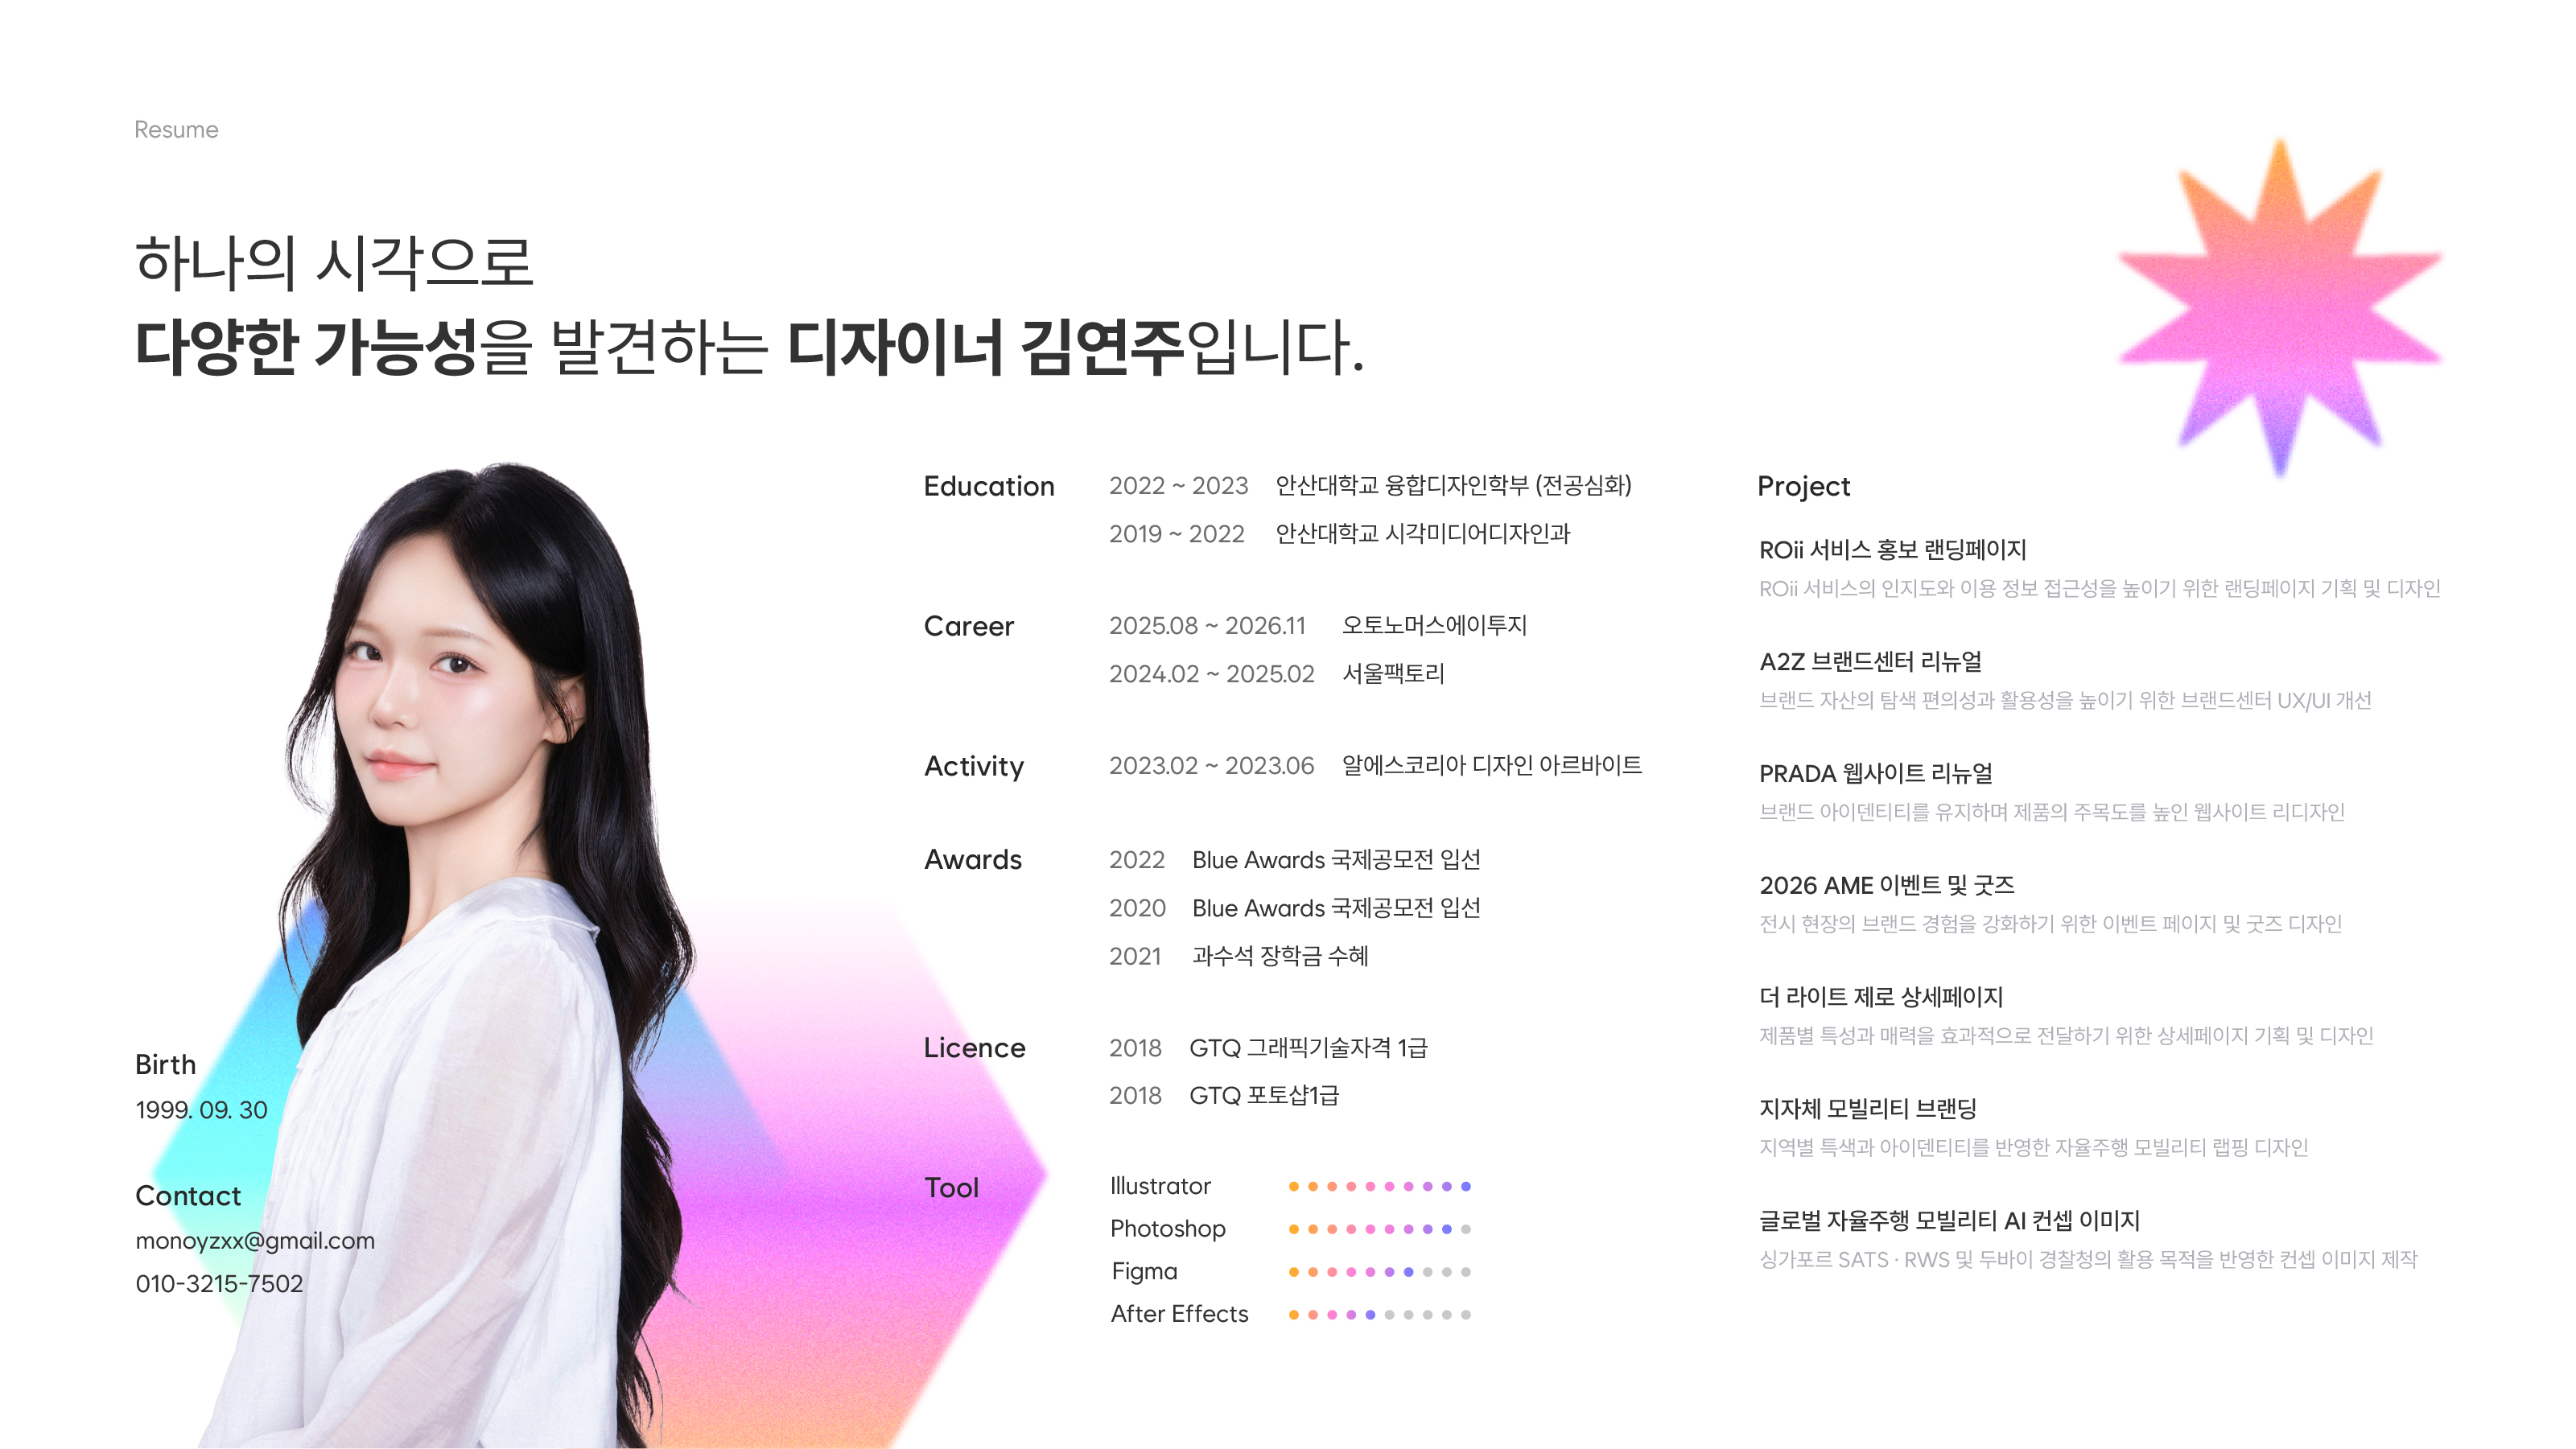 Resume
하나의 시각으로
다양한 가능성을 발견하는 디자이너 김연주입니다.
Birth
1999. 09. 30
Contact
monoyzxx@gmail.com
010-3215-7502
Education
2022 ~ 2023 안산대학교 융합디자인학부 (전공심화)
2019 ~ 2022 안산대학교 시각미디어디자인과
Career
2025.08 ~ 2026.11 오토노머스에이투지
2024.02 ~ 2025.02 서울팩토리
Activity
2023.02 ~ 2023.06 알에스코리아 디자인 아르바이트
Awards
2022 Blue Awards 국제공모전 입선
2020 Blue Awards 국제공모전 입선
2021 과수석 장학금 수혜
Licence
2018 GTQ 그래픽기술자격 1급
2018 GTQ 포토샵1급
Tool
Illustrator
Photoshop
Figma
After Effects
Project
ROii 서비스 홍보 랜딩페이지
ROii 서비스의 인지도와 이용 정보 접근성을 높이기 위한 랜딩페이지 기획 및 디자인
A2Z 브랜드센터 리뉴얼
브랜드 자산의 탐색 편의성과 활용성을 높이기 위한 브랜드센터 UX/UI 개선
PRADA 웹사이트 리뉴얼
브랜드 아이덴티티를 유지하며 제품의 주목도를 높인 웹사이트 리디자인
2026 AME 이벤트 및 굿즈
전시 현장의 브랜드 경험을 강화하기 위한 이벤트 페이지 및 굿즈 디자인
더 라이트 제로 상세페이지
제품별 특성과 매력을 효과적으로 전달하기 위한 상세페이지 기획 및 디자인
지자체 모빌리티 브랜딩
지역별 특색과 아이덴티티를 반영한 자율주행 모빌리티 랩핑 디자인
글로벌 자율주행 모빌리티 AI 컨셉 이미지
싱가포르 SATS · RWS 및 두바이 경찰청의 활용 목적을 반영한 컨셉 이미지 제작